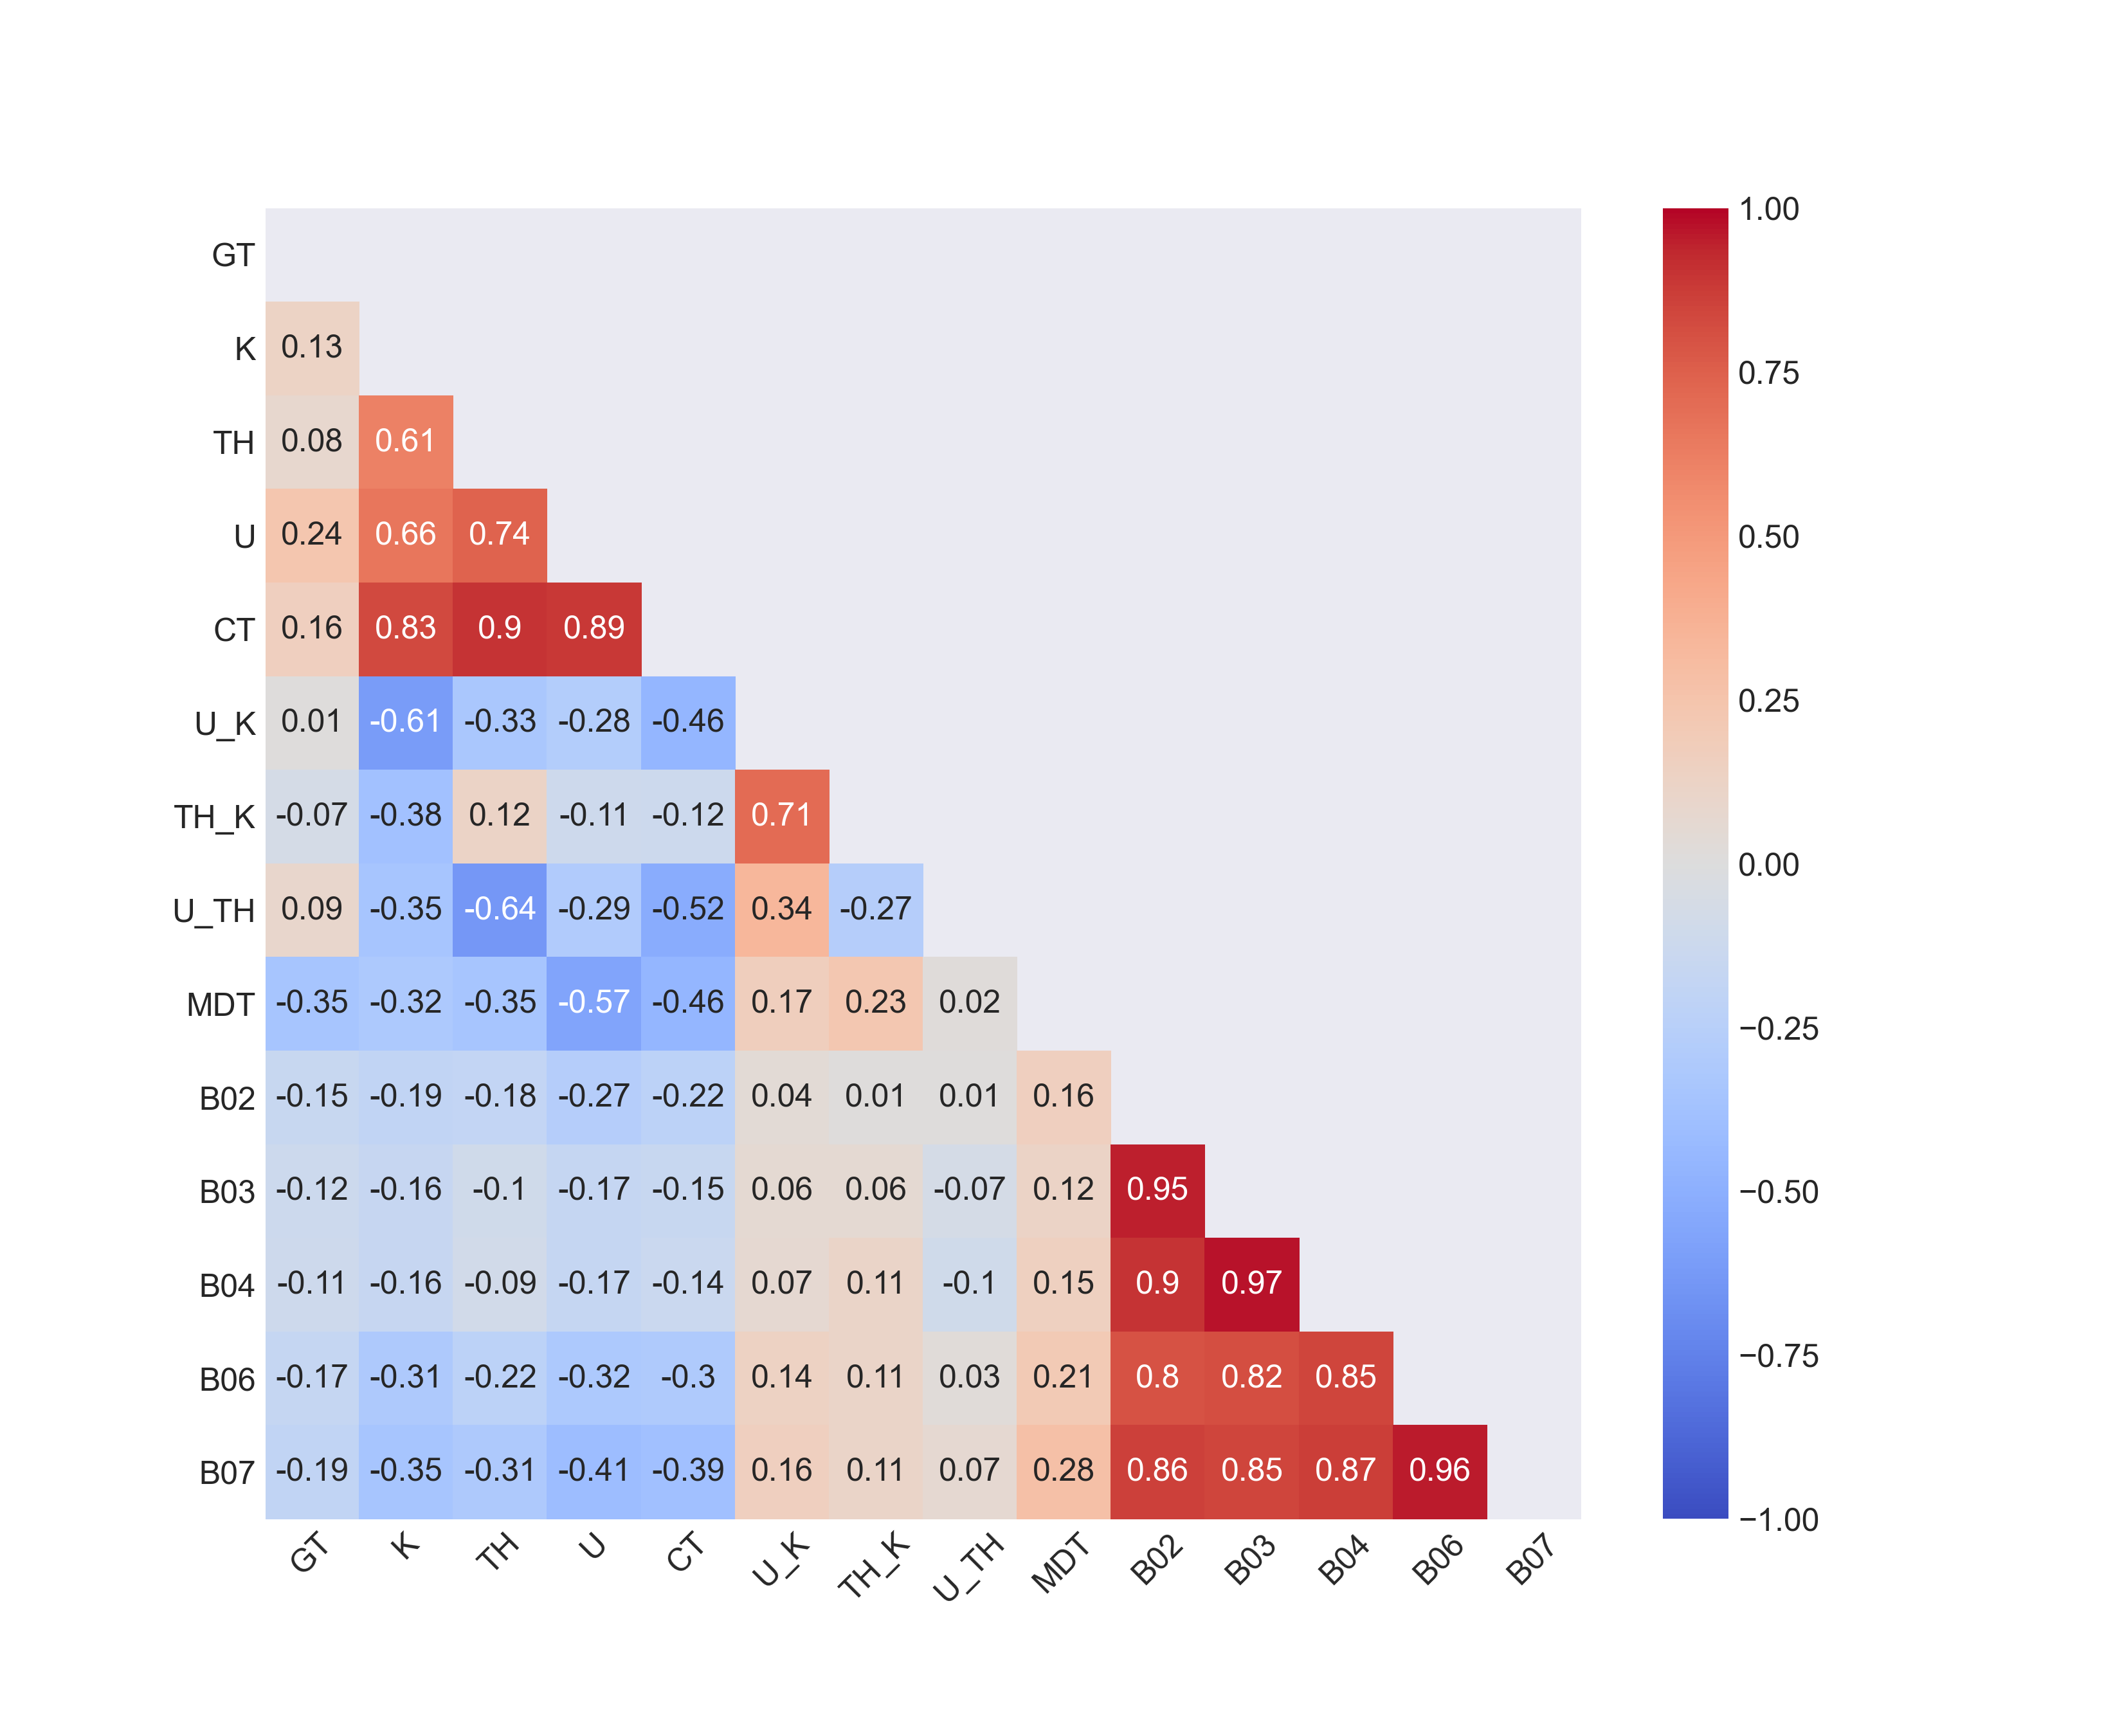 GT
K 0.13
TH 0.08 0.61
U 0.24 0.66 0.74
CT 0.16 0.83 0.9 0.89
U_K 0.01 -0.61 -0.33 -0.28 -0.46
TH_K -0.07 -0.38 0.12 -0.11 -0.12 0.71
U_TH 0.09 -0.35 -0.64 -0.29 -0.52 0.34 -0.27
MDT -0.35 -0.32 -0.35 -0.57 -0.46 0.17 0.23 0.02
B02 -0.15 -0.19 -0.18 -0.27 -0.22 0.04 0.01 0.01 0.16
B03 -0.12 -0.16 -0.1 -0.17 -0.15 0.06 0.06 -0.07 0.12 0.95
B04 -0.11 -0.16 -0.09 -0.17 -0.14 0.07 0.11 -0.1 0.15 0.9 0.97
B06 -0.17 -0.31 -0.22 -0.32 -0.3 0.14 0.11 0.03 0.21 0.8 0.82 0.85
B07 -0.19 -0.35 -0.31 -0.41 -0.39 0.16 0.11 0.07 0.28 0.86 0.85 0.87 0.96
GT K TH U CT U_K TH_K U_TH MDT B02 B03 B04 B06 B07
1.00
0.75
0.50
0.25
0.00
−0.25
−0.50
−0.75
−1.00